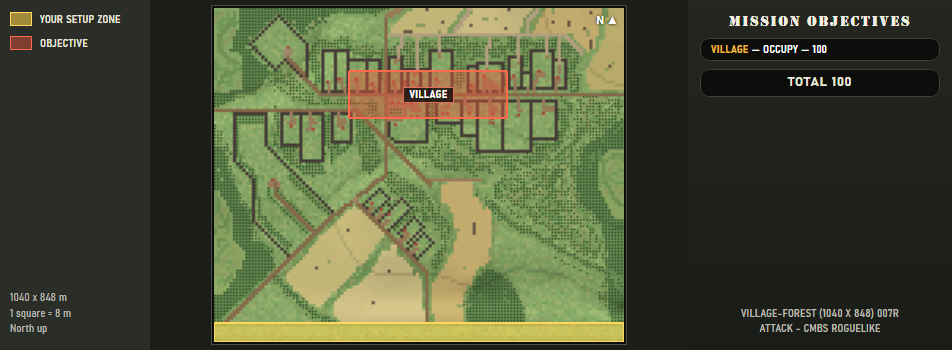 YOUR SETUP ZONE
OBJECTIVE
1040 x 848 m
1 square = 8 m
North up
N ▲
VILLAGE
MISSION OBJECTIVES
VILLAGE — OCCUPY — 100
TOTAL 100
VILLAGE-FOREST (1040 X 848) 007R
ATTACK - CMBS ROGUELIKE